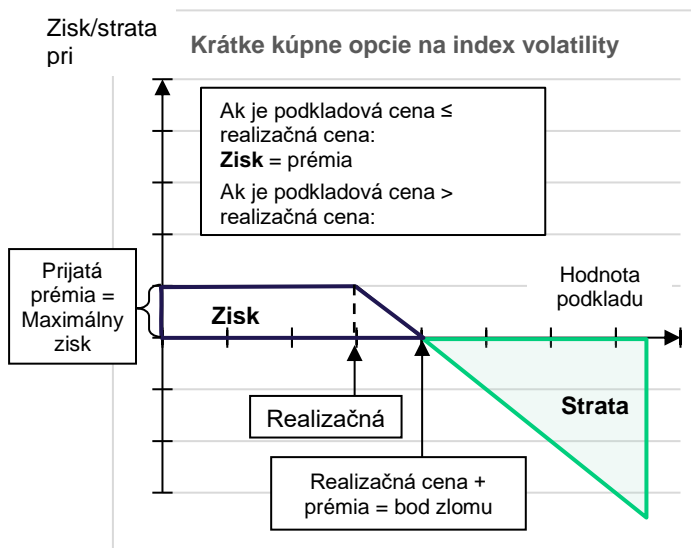 Zisk/strata
pri
Krátke kúpne opcie na index volatility
Ak je podkladová cena ≤
realizačná cena:
Zisk = prémia
Ak je podkladová cena >
realizačná cena:
Prijatá
prémia =
Maximálny
zisk
Zisk
Hodnota
podkladu
Realizačná
Strata
Realizačná cena +
prémia = bod zlomu